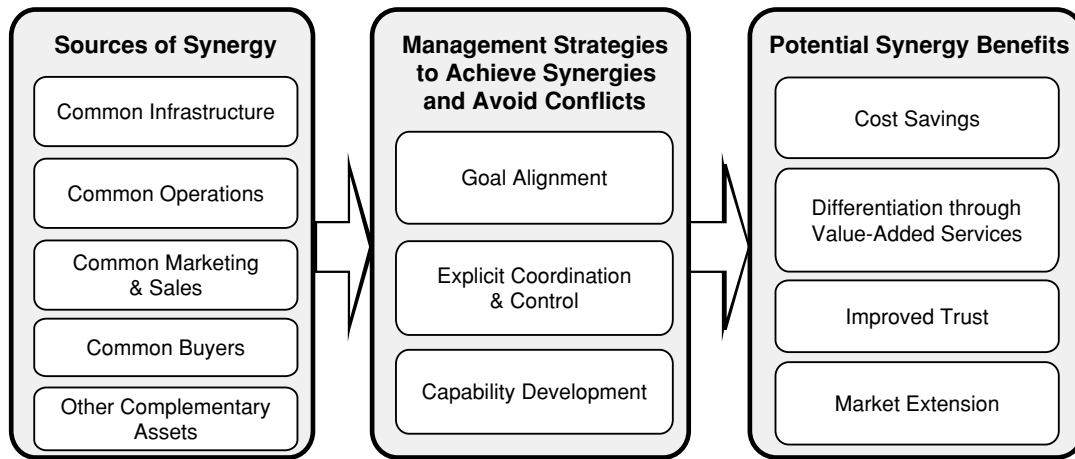 Sources of Synergy
Common Infrastructure
Common Operations
Common Marketing
& Sales
Common Buyers
Other Complementary
Assets
Management Strategies
to Achieve Synergies
and Avoid Conflicts
Goal Alignment
Explicit Coordination
& Control
Capability Development
Potential Synergy Benefits
Cost Savings
Differentiation through
Value-Added Services
Improved Trust
Market Extension